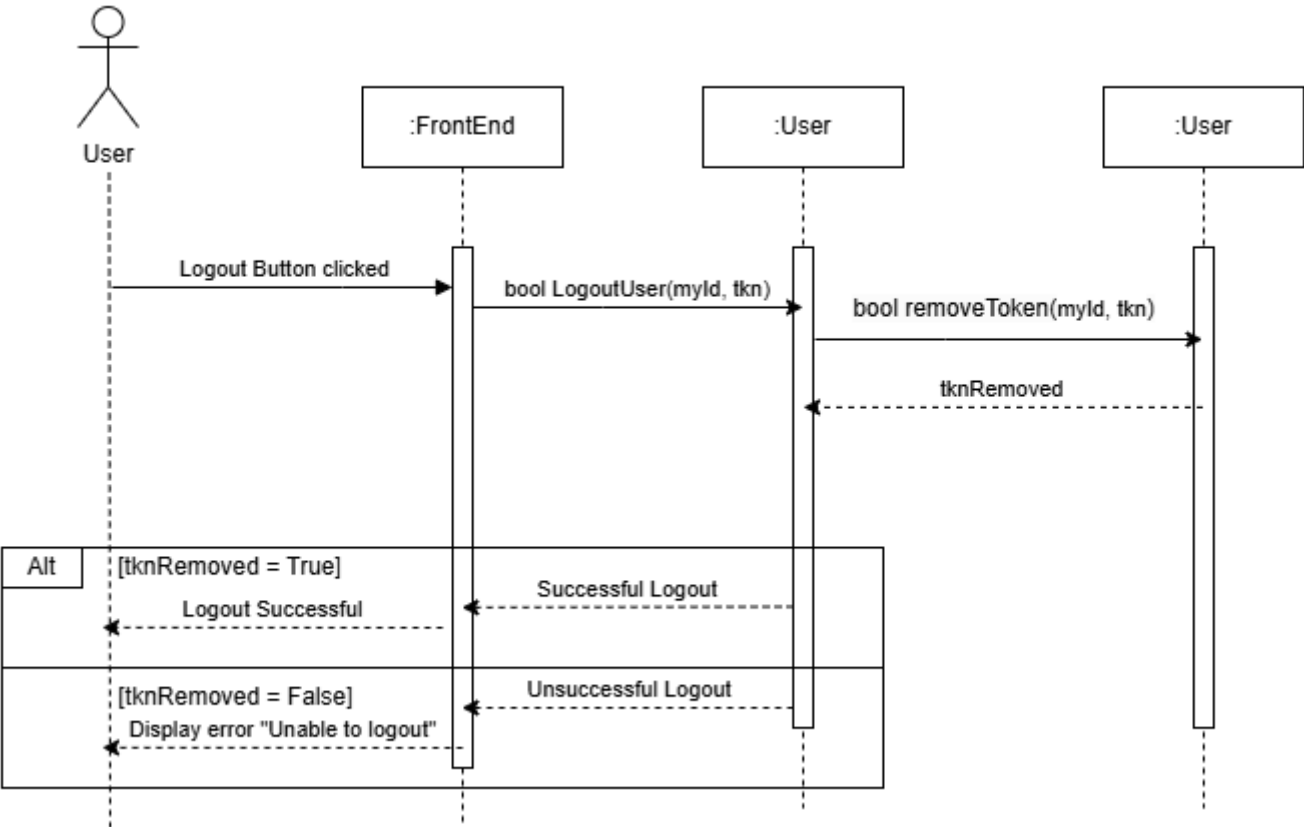 User
:FrontEnd
:User
:User
Logout Button clicked
bool LogoutUser(myId, tkn)
bool removeToken(myId, tkn)
tknRemoved
Alt
[tknRemoved = True]
Successful Logout
Logout Successful
[tknRemoved = False]
Unsuccessful Logout
Display error "Unable to logout"